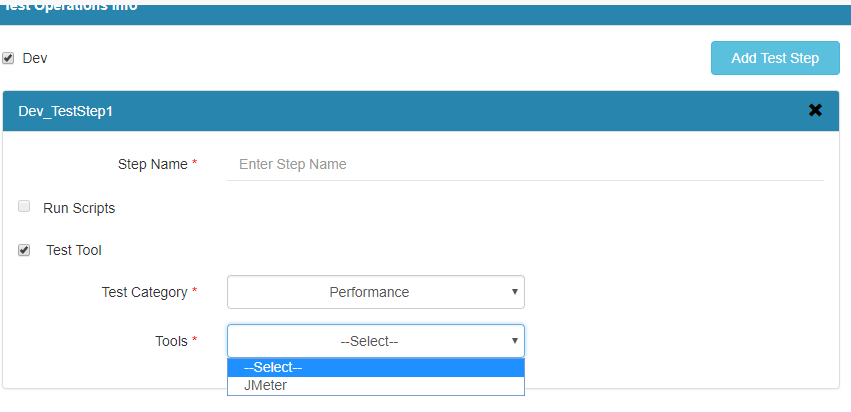 Test Operations Info
Dev
Add Test Step
Dev_TestStep1
Step Name *
Enter Step Name
Run Scripts
Test Tool
Test Category *
Performance
Tools *
--Select--
--Select--
JMeter